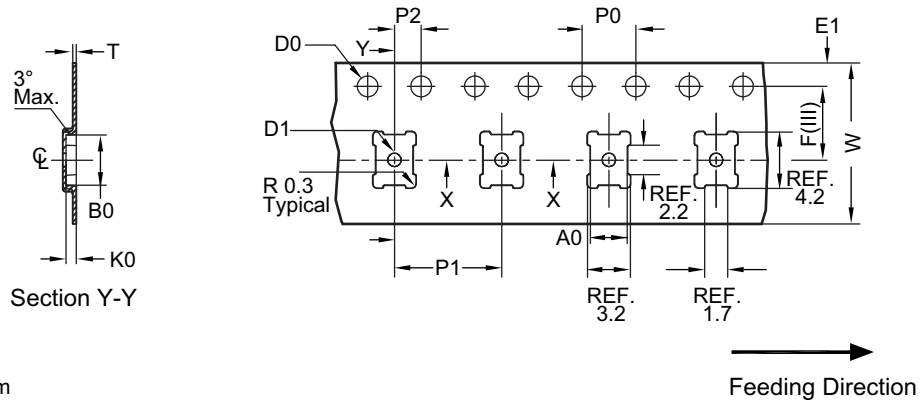 T
3°
Max.
℄
B0
K0
Section Y-Y
m
P2
P0
Y
D0
E1
D1
F(III)
W
R 0.3
Typical
X
X
REF.
2.2
REF.
4.2
A0
P1
REF.
3.2
REF.
1.7
Feeding Direction